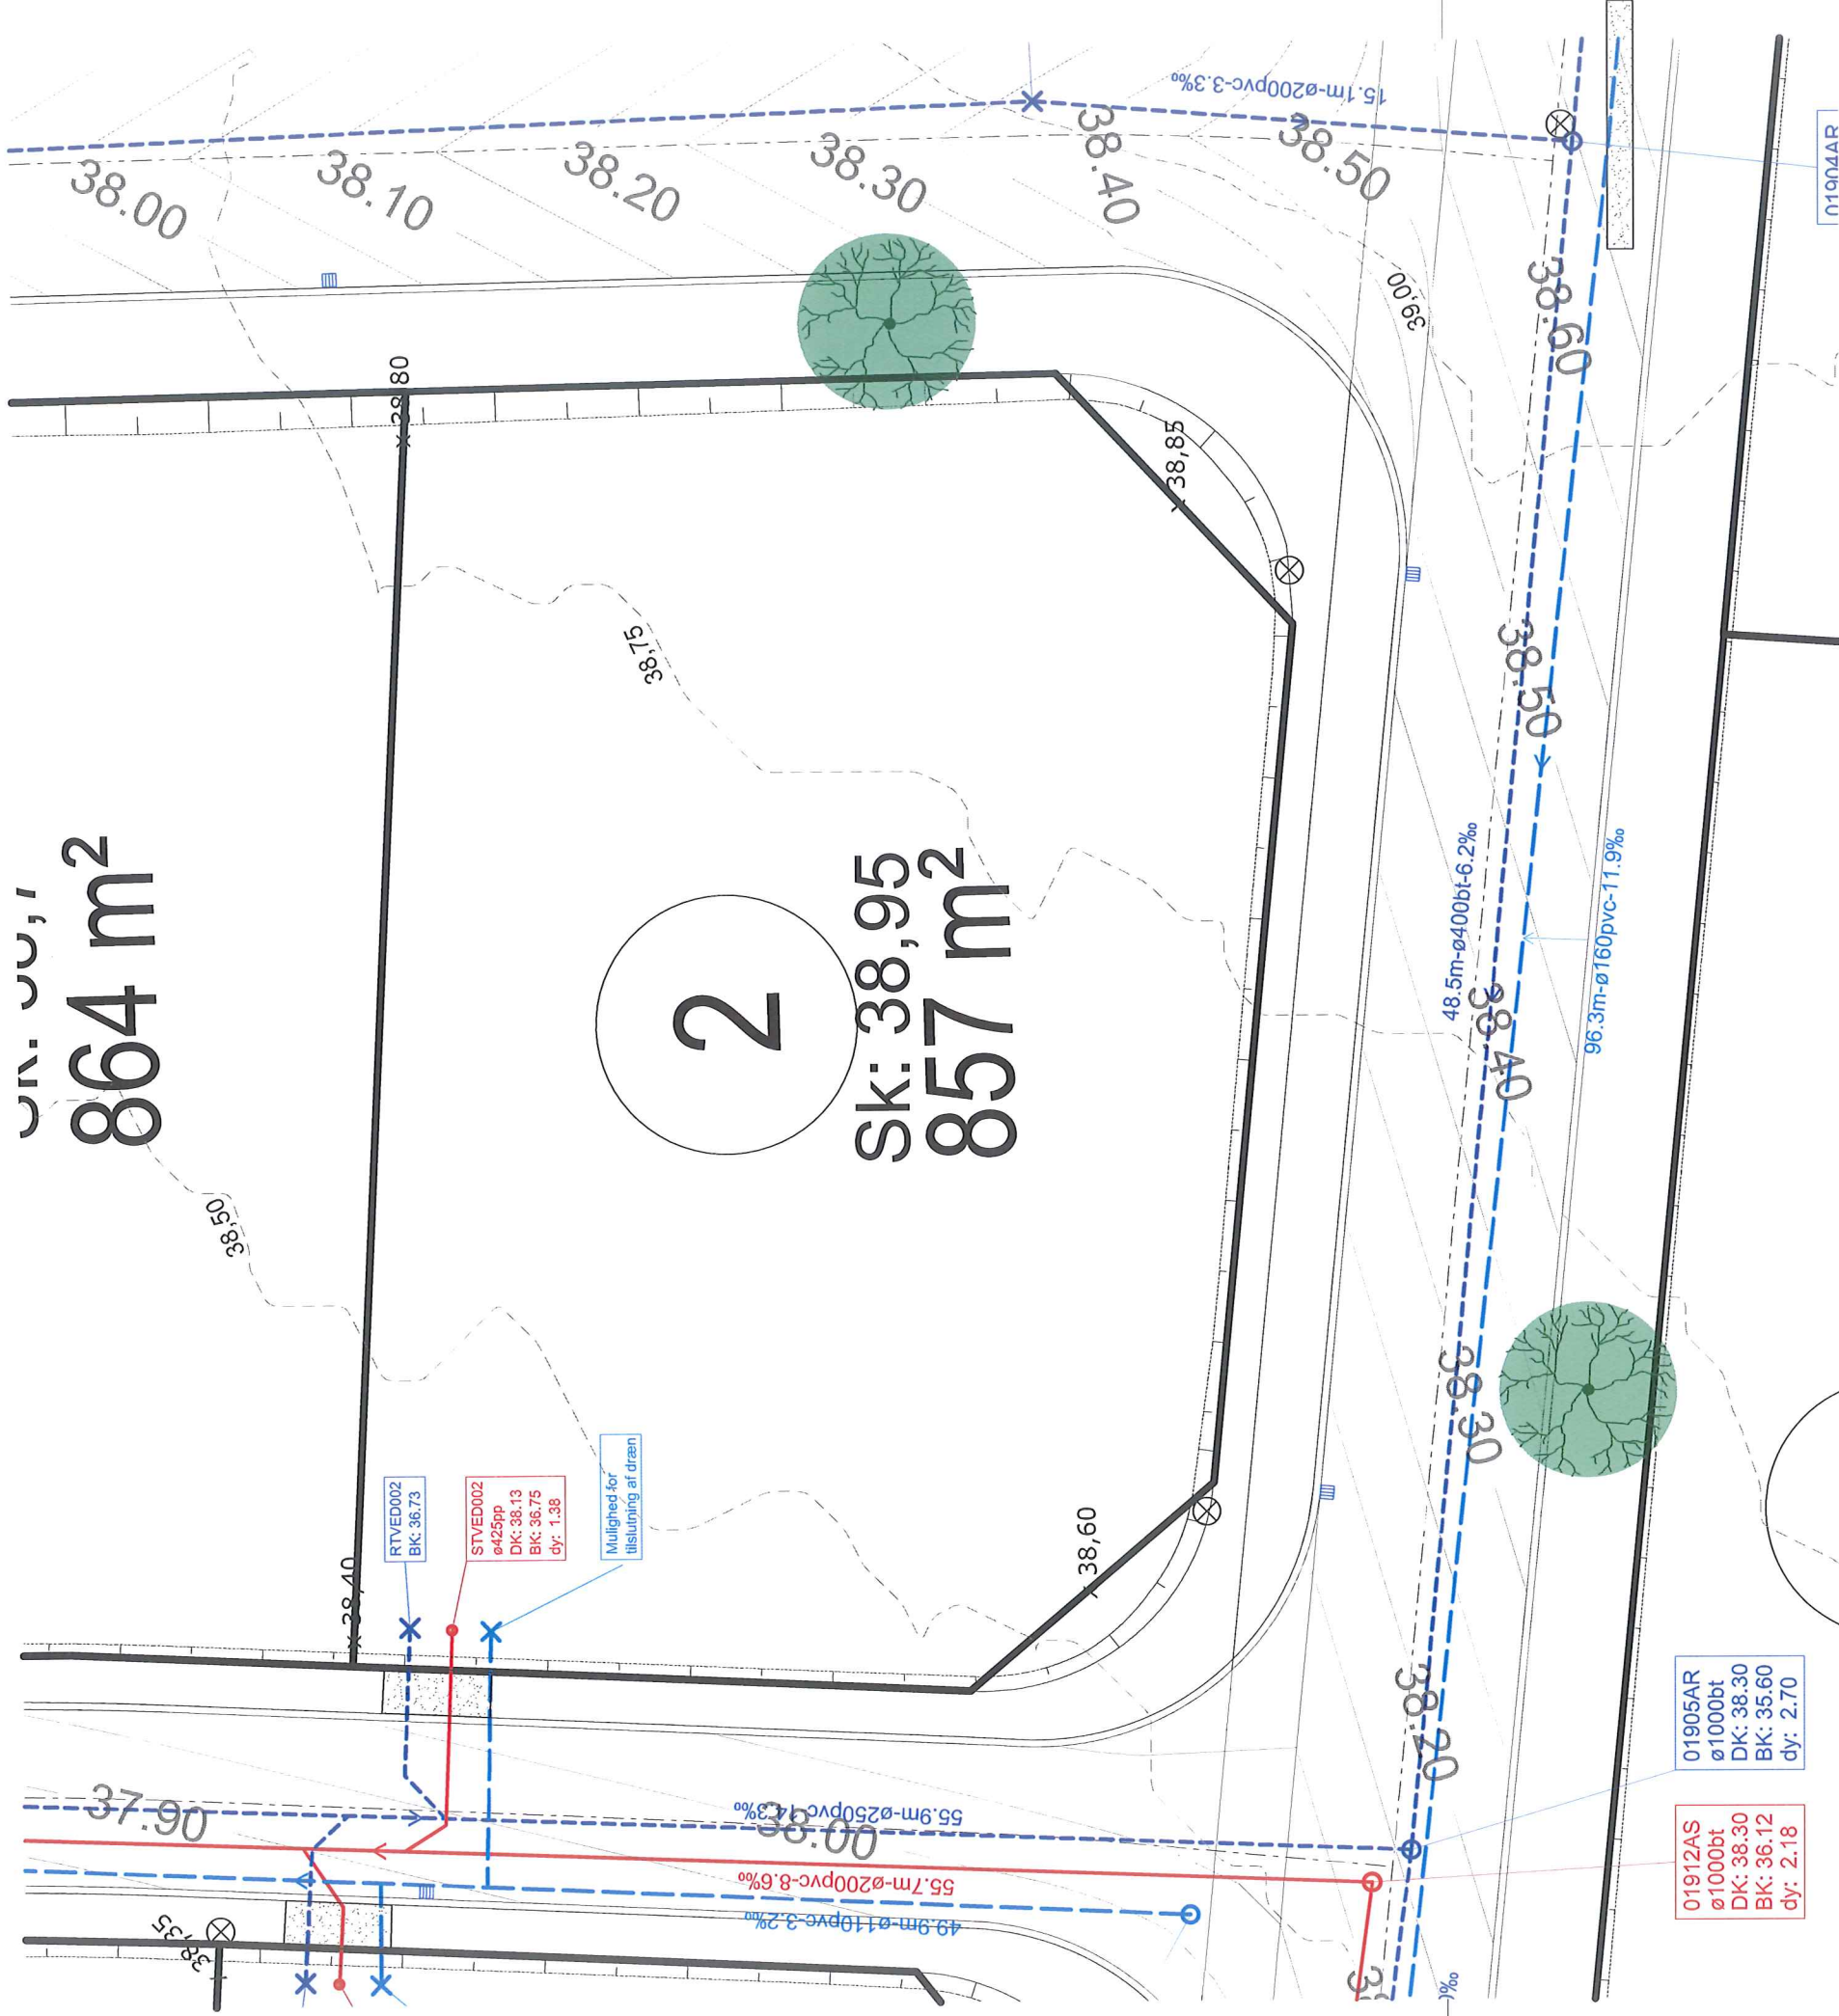 38.00
38.10
38.20
38.30
38.40
38.50
38.60
38.50
38.40
38.30
38.20
38.00
37.90
15.1m-ø200pvc-3.3‰
01904AR
39,00
38,80
38,85
38,75
864 m²
2
Sk: 38,95
857 m²
38,50
38,40
38,60
38,35
48.5m-ø400bt-6.2‰
96.3m-ø160pvc-11.9‰
RTVED002
BK: 36.73
STVED002
ø425pp
DK: 38.13
BK: 36.75
dy: 1.38
Mulighed for
tilslutning af dræen
55.9m-ø250pvc-14.3‰
55.7m-ø200pvc-8.6‰
49.9m-ø110pvc-3.2‰
01905AR
ø1000bt
DK: 38.30
BK: 35.60
dy: 2.70
01912AS
ø1000bt
DK: 38.30
BK: 36.12
dy: 2.18
‰